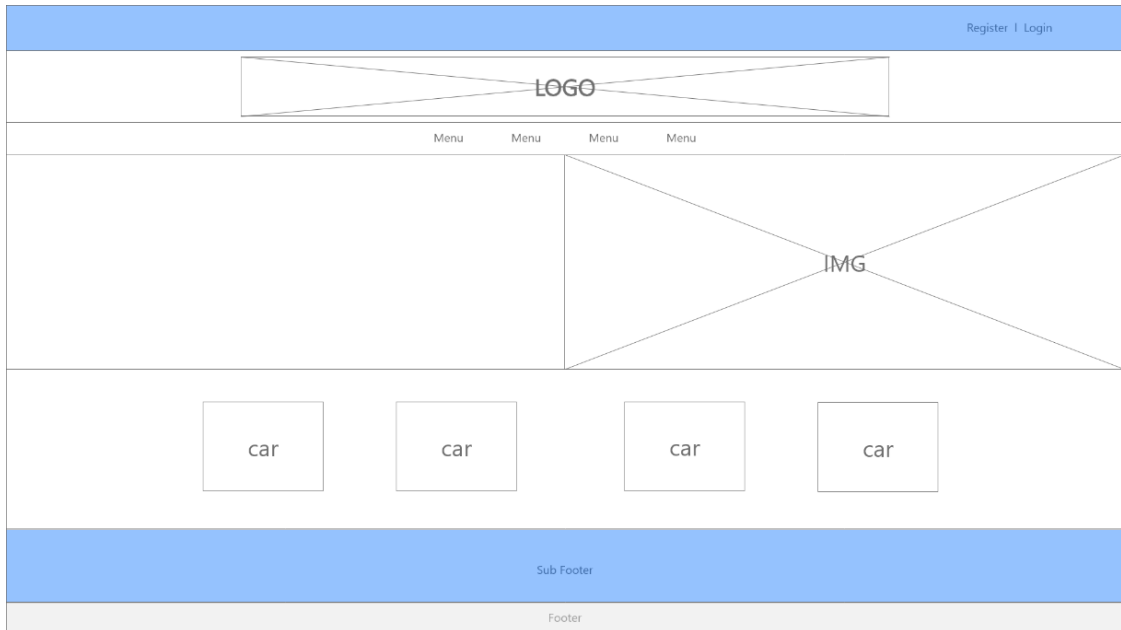 Register | Login
LOGO
Menu Menu Menu Menu
IMG
car car car car
Sub Footer
Footer